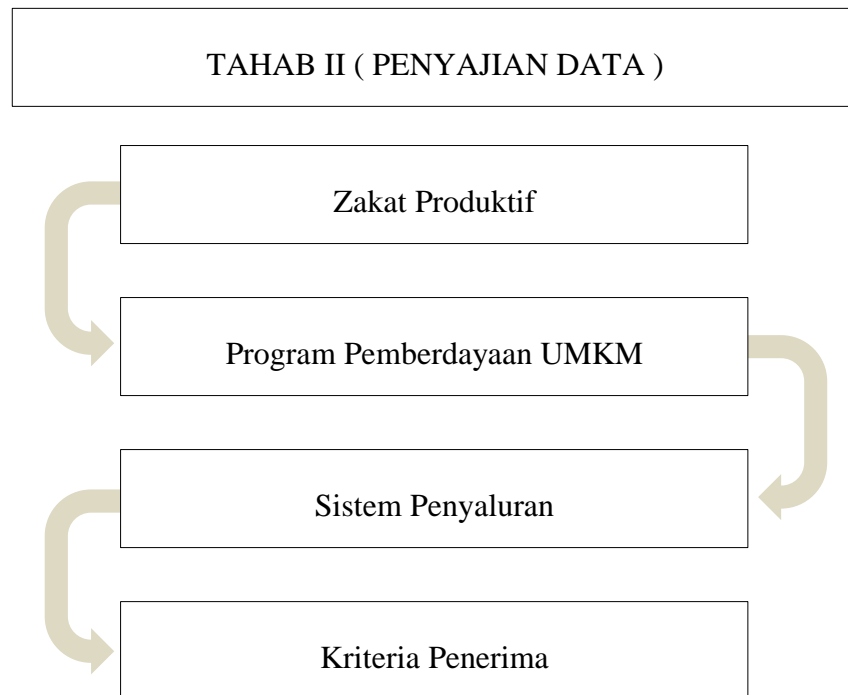 TAHAB II ( PENYAJIAN DATA )
Zakat Produktif
Program Pemberdayaan UMKM
Sistem Penyaluran
Kriteria Penerima